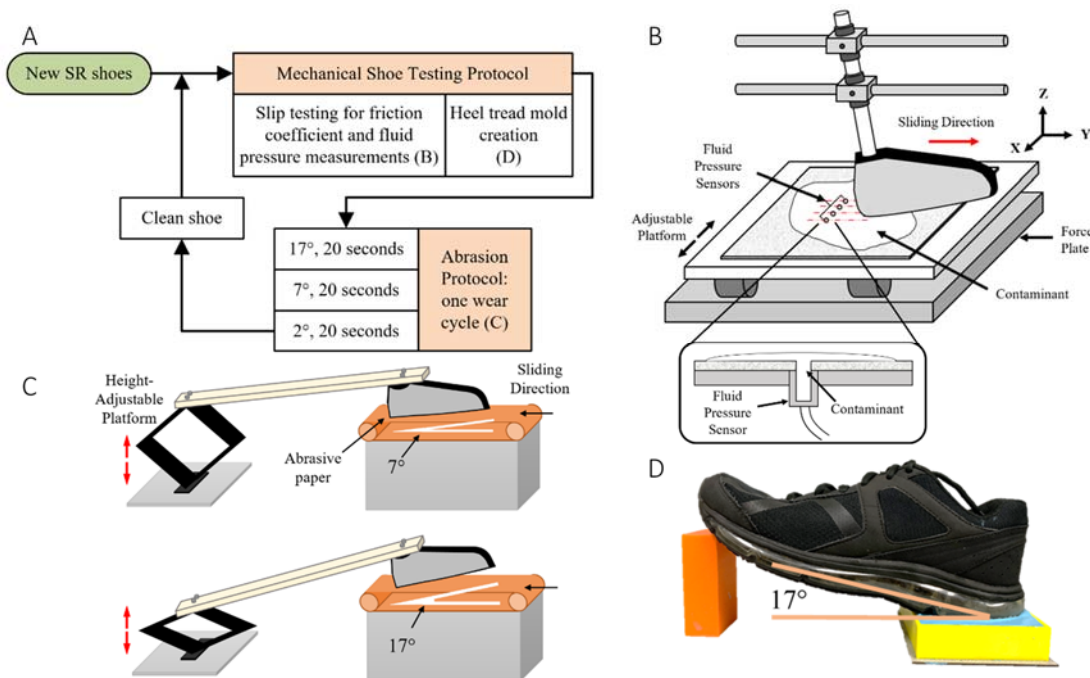 A
New SR shoes
Mechanical Shoe Testing Protocol
Slip testing for friction
coefficient and fluid
pressure measurements (B)
Heel tread mold
creation
(D)
Clean shoe
17°, 20 seconds
7°, 20 seconds
2°, 20 seconds
Abrasion
Protocol:
one wear
cycle (C)
B
Z
Y
X
Sliding Direction
Fluid
Pressure
Sensors
Adjustable
Platform
Force
Plate
Contaminant
Fluid
Pressure
Sensor
Contaminant
C
Height-
Adjustable
Platform
Sliding
Direction
Abrasive
paper
7°
17°
D
17°